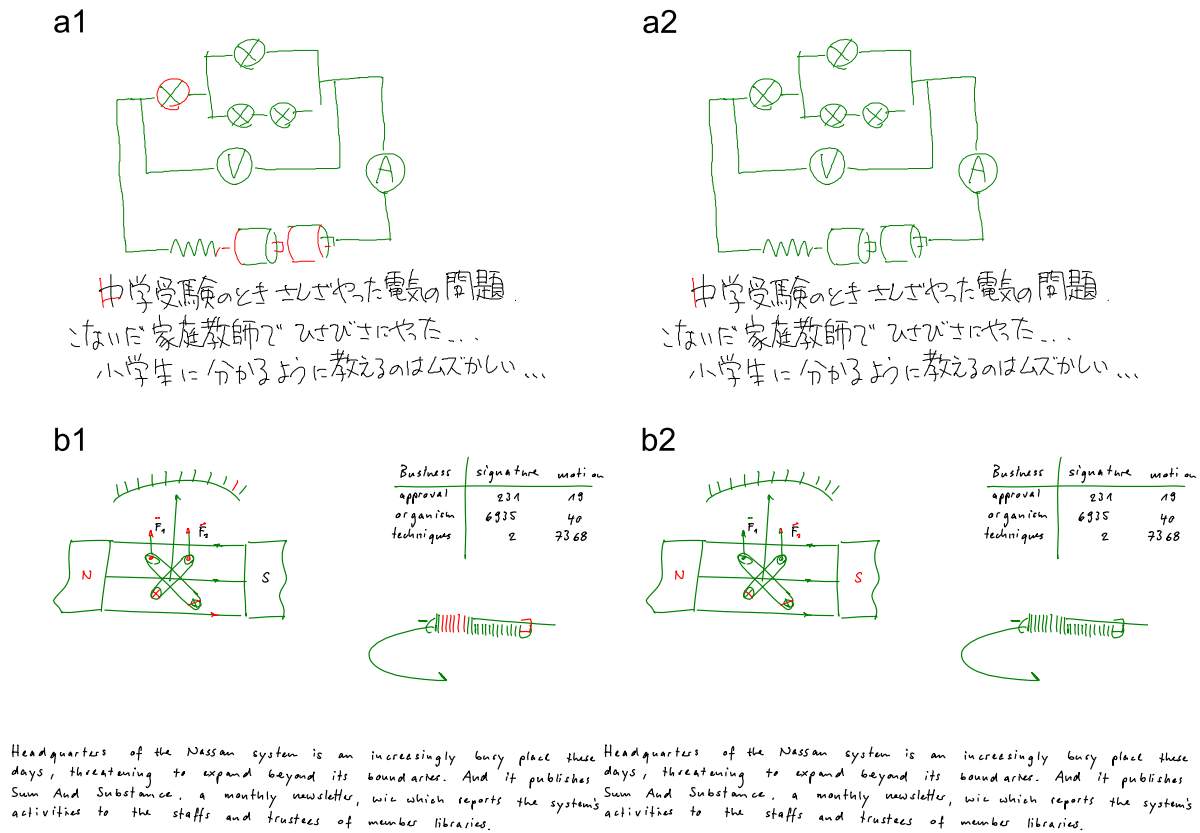 a1
a2
V
A
V
A
中学受験のとき さんざやった電気の問題.
こないだ家庭教師で ひさびさにやった...
小学生に分かるように教えるのはムズかしい...
中学受験のとき さんざやった電気の問題.
こないだ家庭教師で ひさびさにやった...
小学生に分かるように教えるのはムズかしい...
b1
b2
F1 F2
N S
Business signature motion
approval 231 19
organism 6935 40
techniques 2 7368
F1 F2
N S
Business signature motion
approval 231 19
organism 6935 40
techniques 2 7368
Headquarters of the Nassau system is an increasingly busy place these
days, threatening to expand beyond its boundaries. And it publishes
Sum And Substance, a monthly newsletter, wic which reports the system's
activities to the staffs and trustees of member libraries.
Headquarters of the Nassau system is an increasingly busy place these
days, threatening to expand beyond its boundaries. And it publishes
Sum And Substance, a monthly newsletter, wic which reports the system's
activities to the staffs and trustees of member libraries.